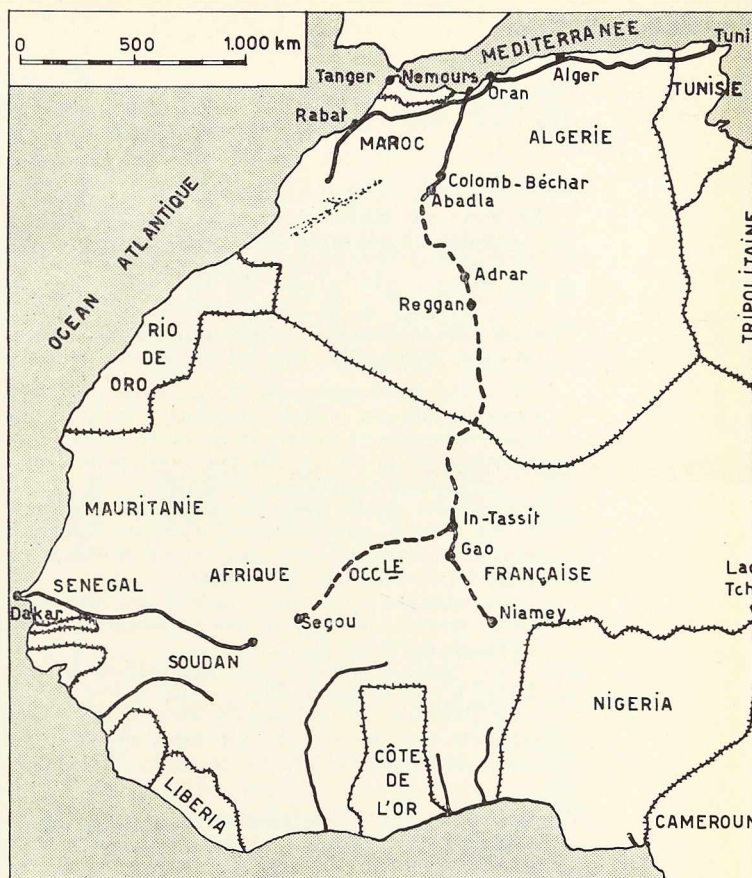 0 500 1.000 km
MÉDITERRANÉE
Tuni
Tanger
Nemours
Oran
Alger
TUNISIE
Rabat
MAROC
ALGERIE
Colomb-Béchar
Abadla
OCEAN ATLANTIQUE
Adrar
Reggan
TRIPOLITAINE
RIO
DE
ORO
MAURITANIE
In-Tassit
Gao
AFRIQUE OCCLE FRANÇAISE
Lac
Tch
SENEGAL
Dakar
Seçou
Niamey
SOUDAN
NIGERIA
CÔTE
DE
L'OR
LIBERIA
CAMEROUN